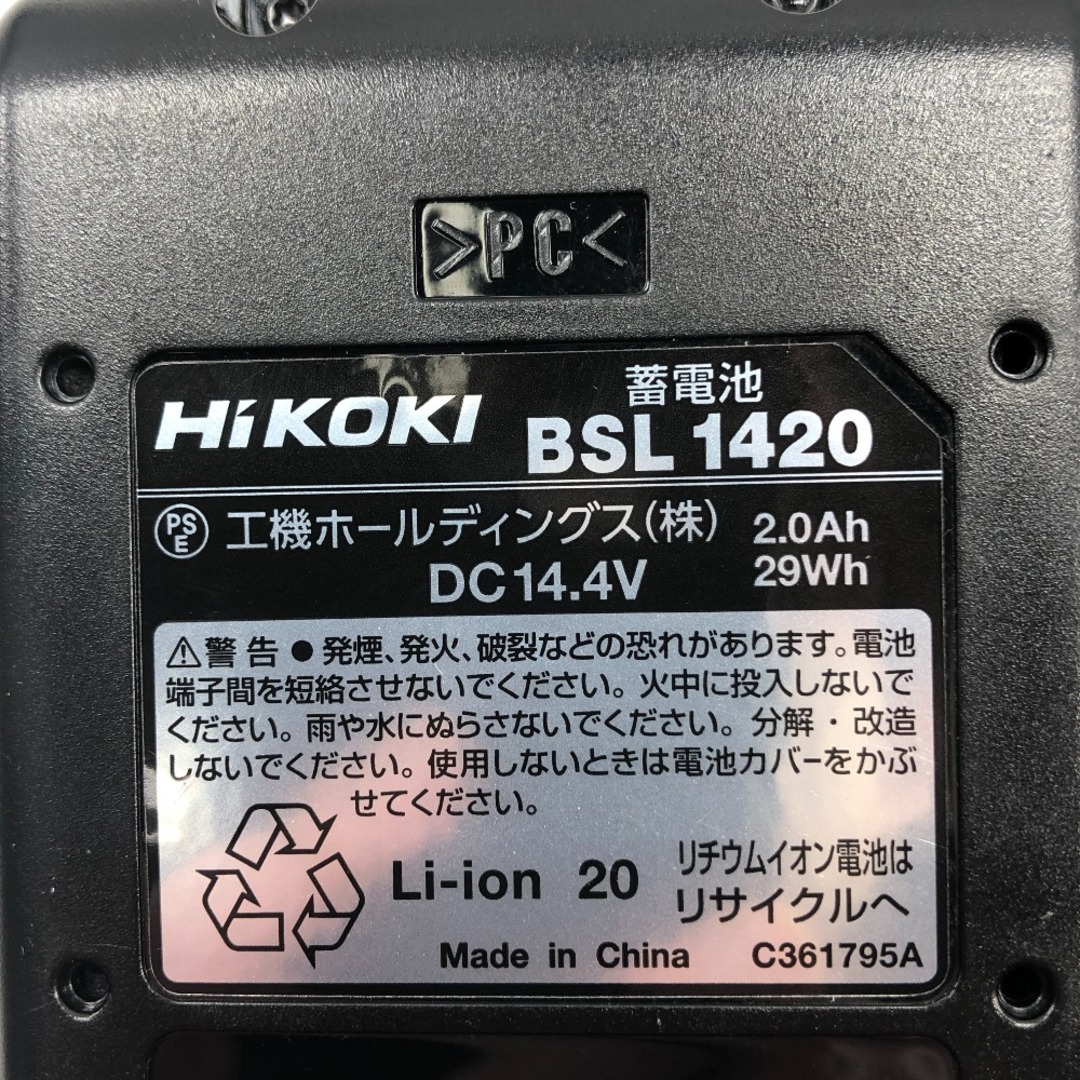 >PC<
HiKOKI
蓄電池
BSL 1420
PSE 工機ホールディングス(株) 2.0Ah
DC14.4V 29Wh
⚠警告 ● 発煙、発火、破裂などの恐れがあります。電池
端子間を短絡させないでください。火中に投入しないで
ください。雨や水にぬらさないでください。分解・改造
しないでください。使用しないときは電池カバーをかぶ
せてください。
Li-ion 20
リチウムイオン電池は
リサイクルへ
Made in China C361795A